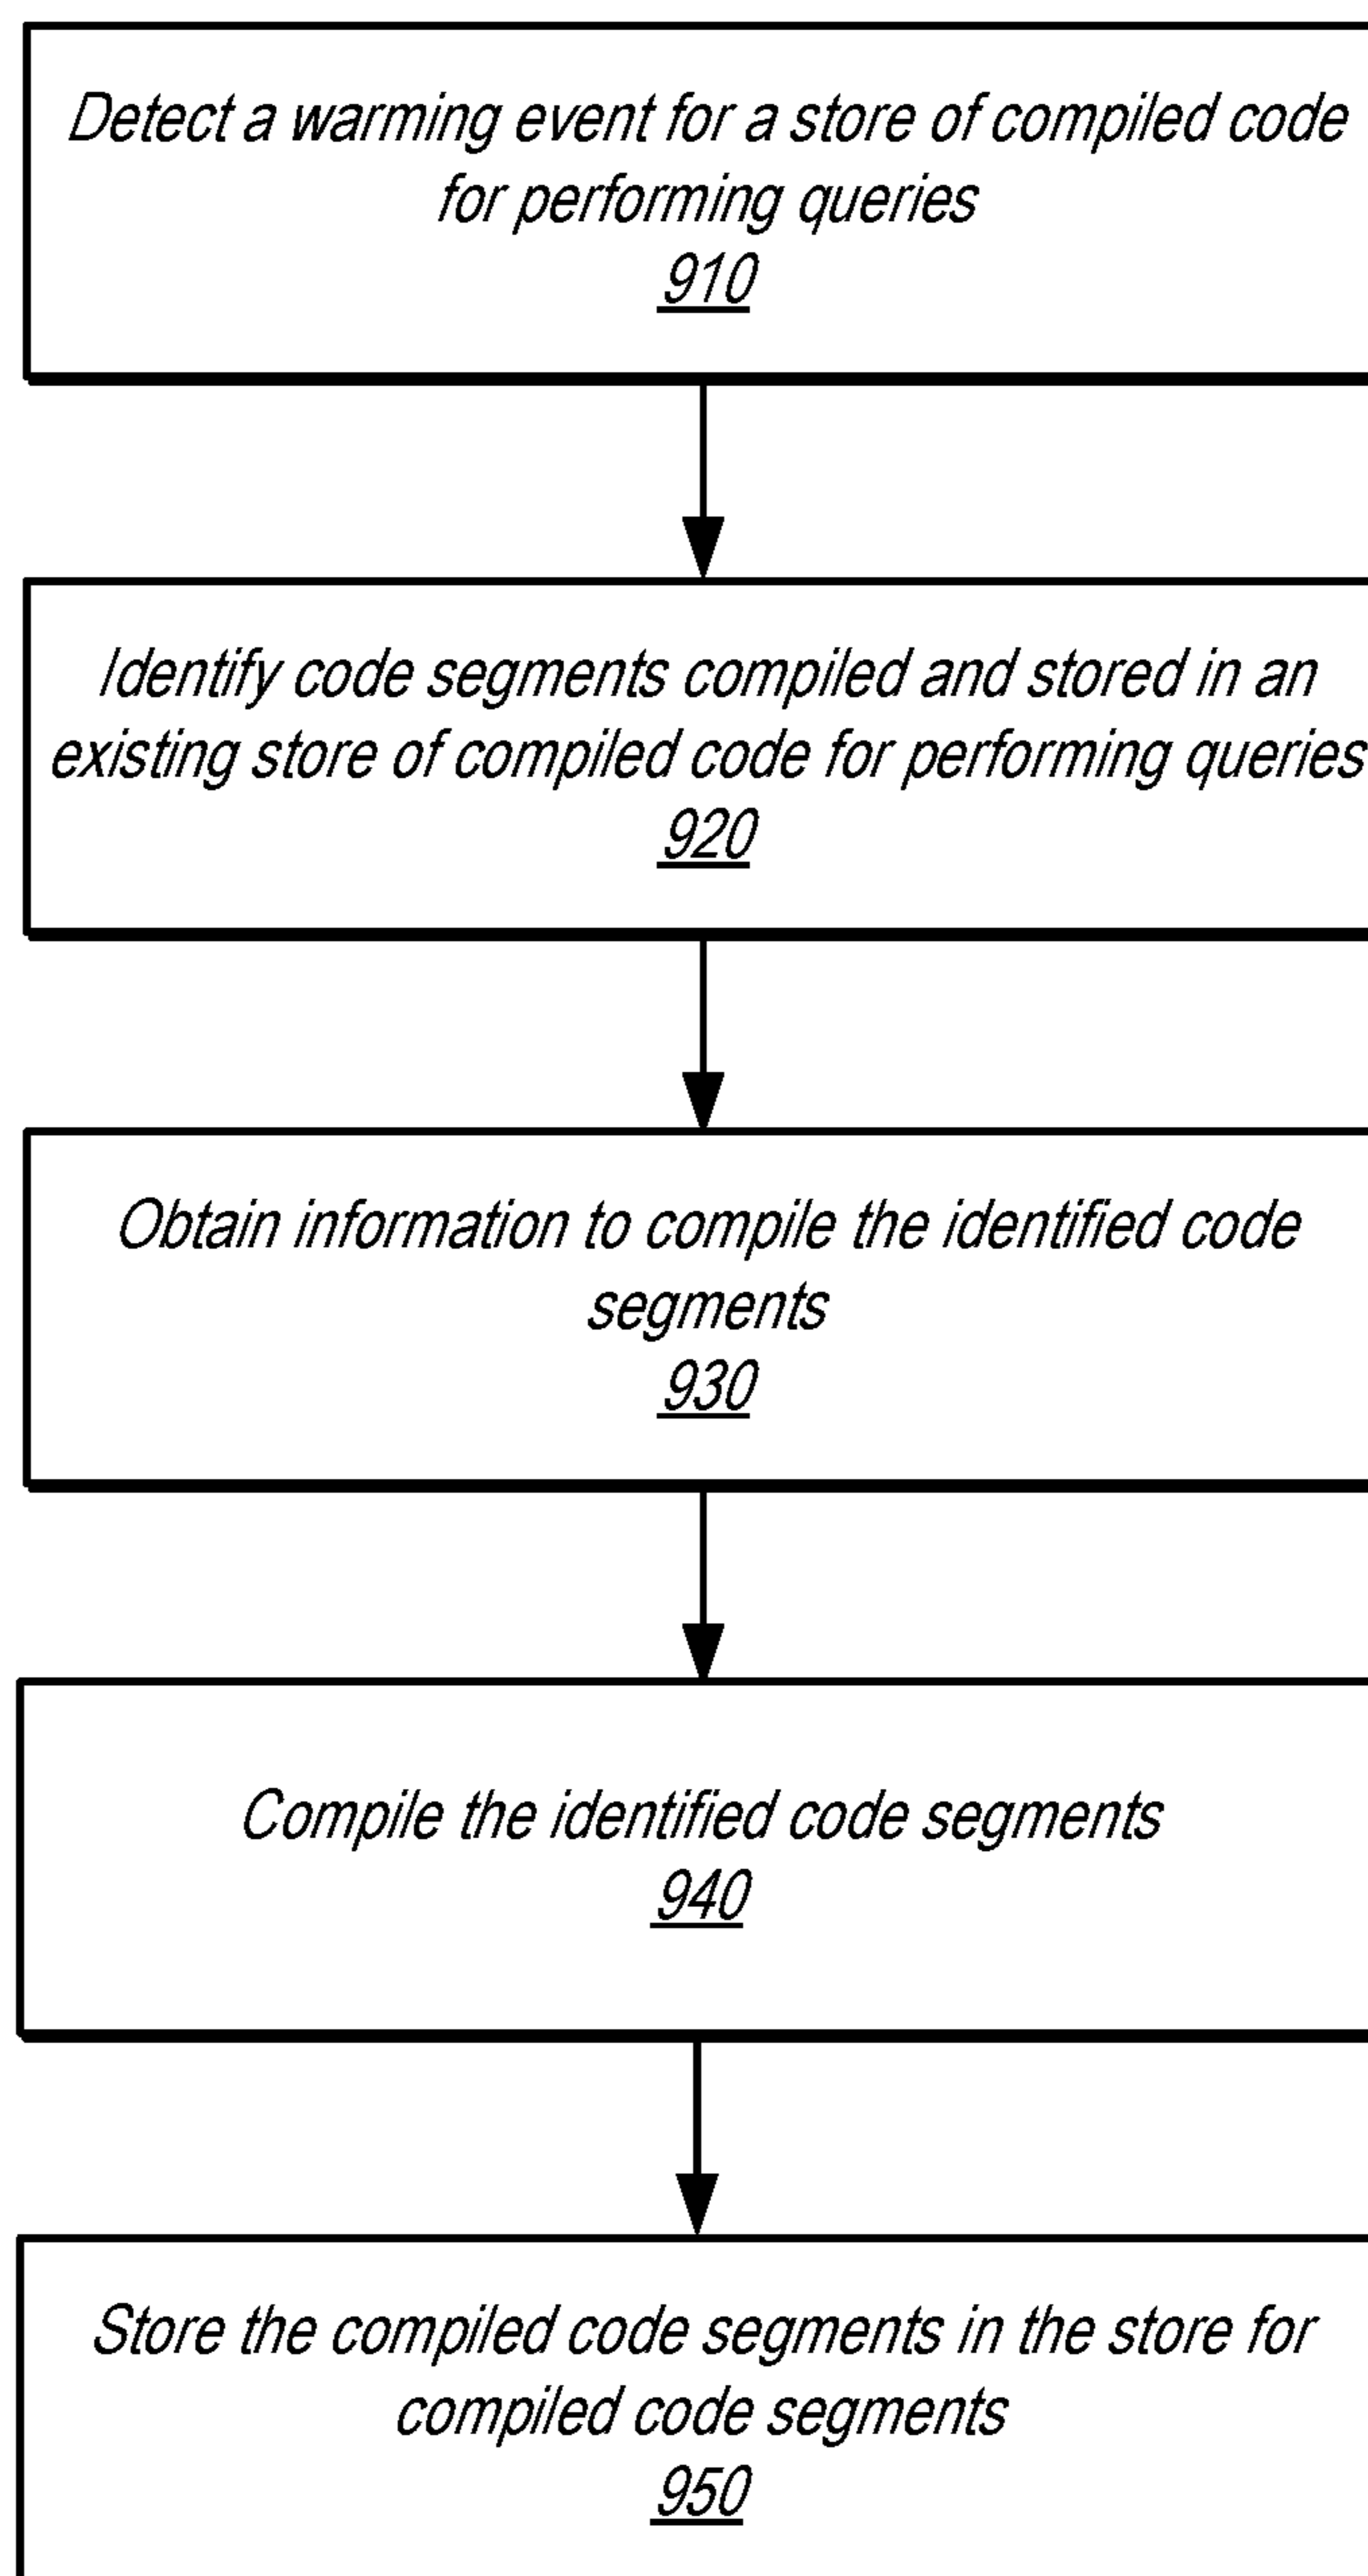 Detect a warming event for a store of compiled code
for performing queries
910
Identify code segments compiled and stored in an
existing store of compiled code for performing queries
920
Obtain information to compile the identified code
segments
930
Compile the identified code segments
940
Store the compiled code segments in the store for
compiled code segments
950